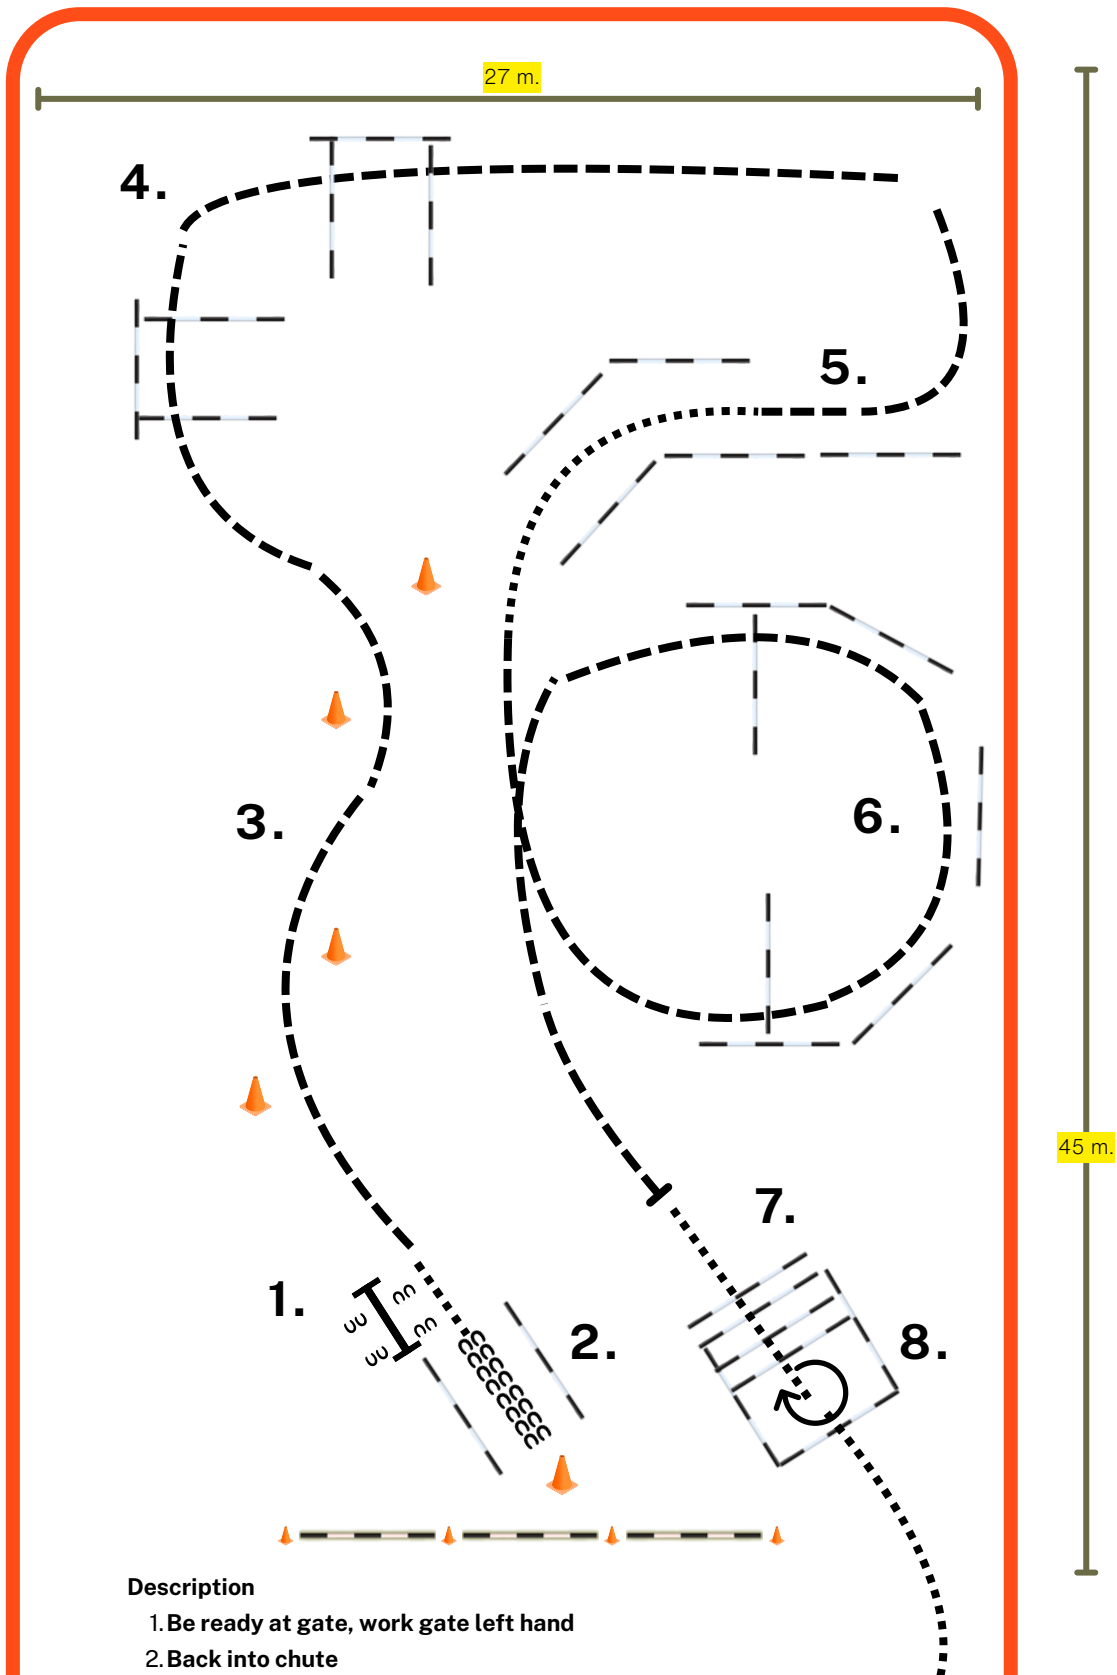 27 m.
4.
5.
6.
3.
45 m.
7.
1.
2.
8.
Description
1. Be ready at gate, work gate left hand
2. Back into chute